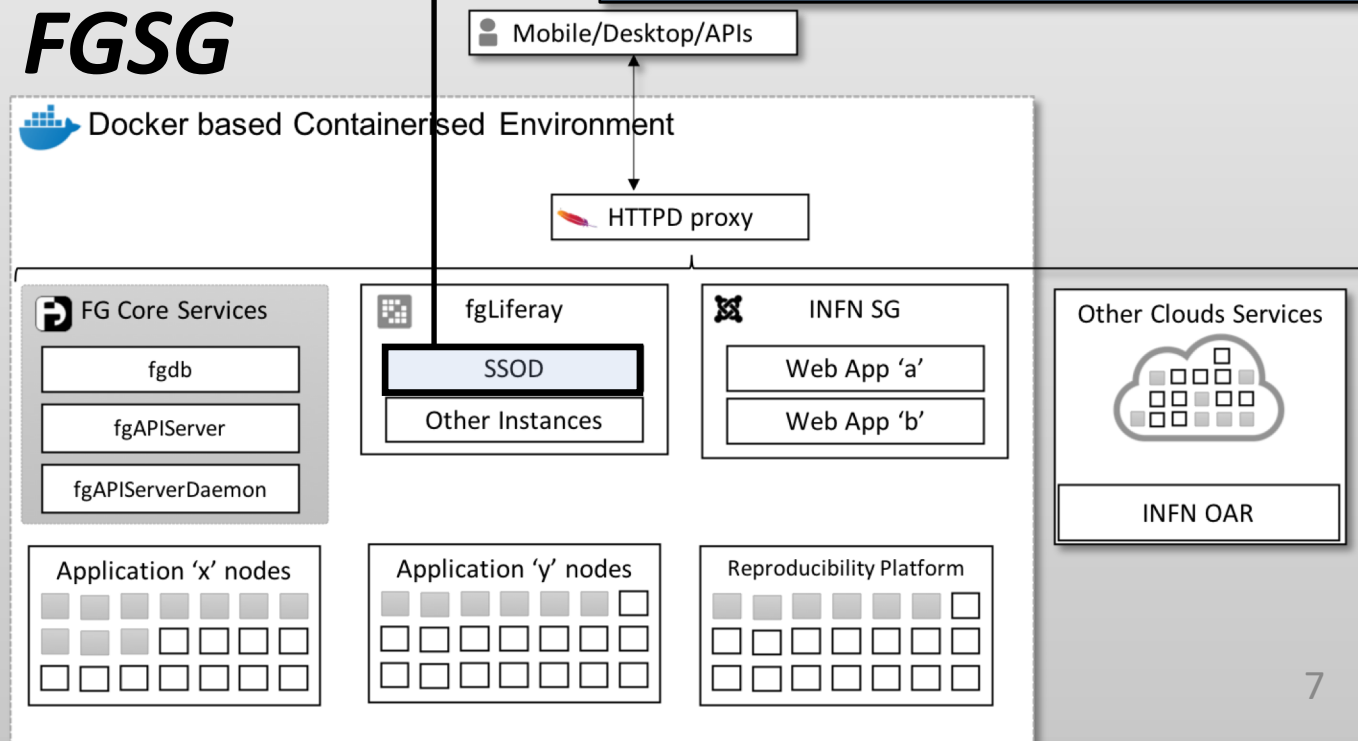 FGSG
Mobile/Desktop/APIs
Docker based Containerised Environment
HTTPD proxy
FG Core Services
fgdb
fgAPIServer
fgAPIServerDaemon
fgLiferay
SSOD
Other Instances
INFN SG
Web App ‘a’
Web App ‘b’
Other Clouds Services
INFN OAR
Application ‘x’ nodes
Application ‘y’ nodes
Reproducibility Platform
7